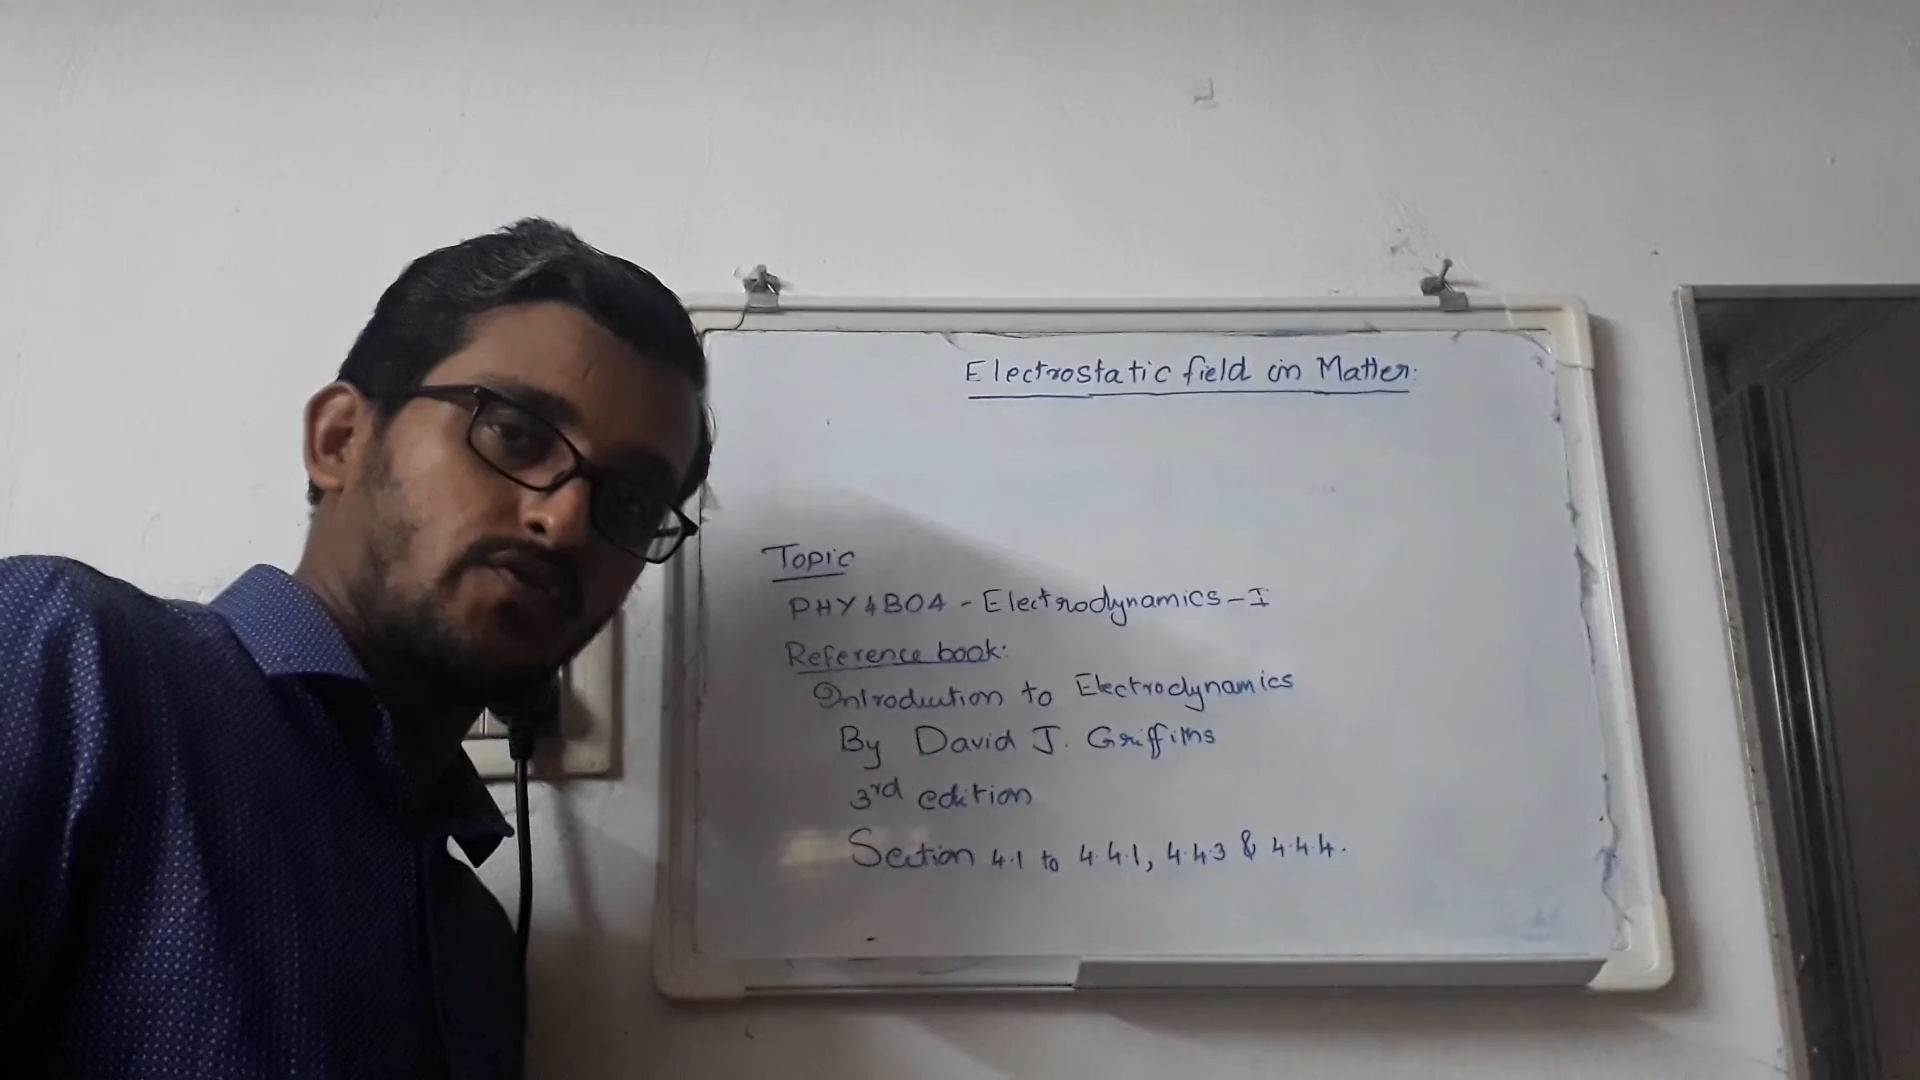 Electrostatic field in Matter:
Topic
PHY4B04 - Electrodynamics - I
Reference book:
Introduction to Electrodynamics
By David J. Griffiths
3rd edition
Section 4.1 to 4.4.1, 4.4.3 & 4.4.4.